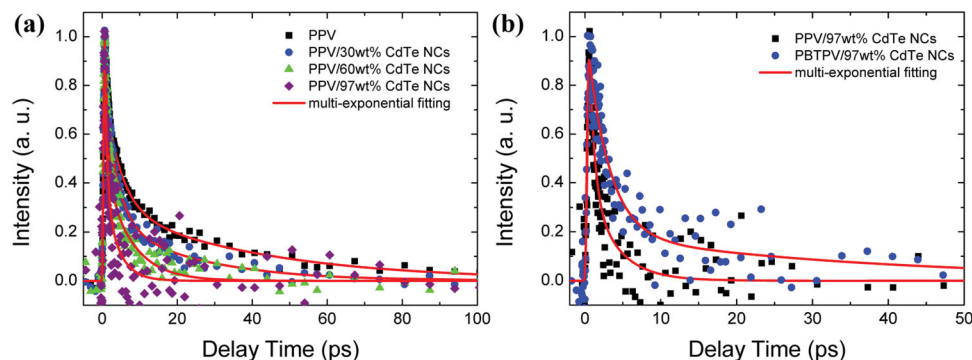 (a)
PPV
PPV/30wt% CdTe NCs
PPV/60wt% CdTe NCs
PPV/97wt% CdTe NCs
multi-exponential fitting
Intensity (a. u.)
1.0
0.8
0.6
0.4
0.2
0.0
0 20 40 60 80 100
Delay Time (ps)
(b)
PPV/97wt% CdTe NCs
PBTPV/97wt% CdTe NCs
multi-exponential fitting
Intensity (a. u.)
1.0
0.8
0.6
0.4
0.2
0.0
0 10 20 30 40 50
Delay Time (ps)